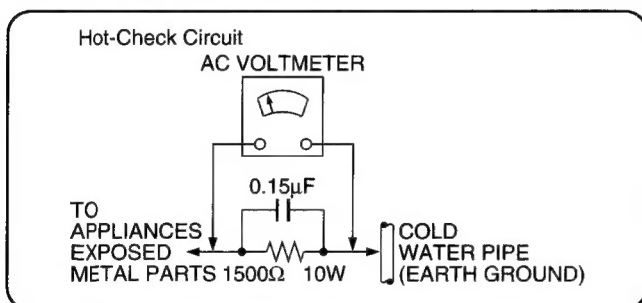 Hot-Check Circuit
AC VOLTMETER
0.15µF
TO
APPLIANCES
EXPOSED
METAL PARTS 1500Ω 10W
COLD
WATER PIPE
(EARTH GROUND)